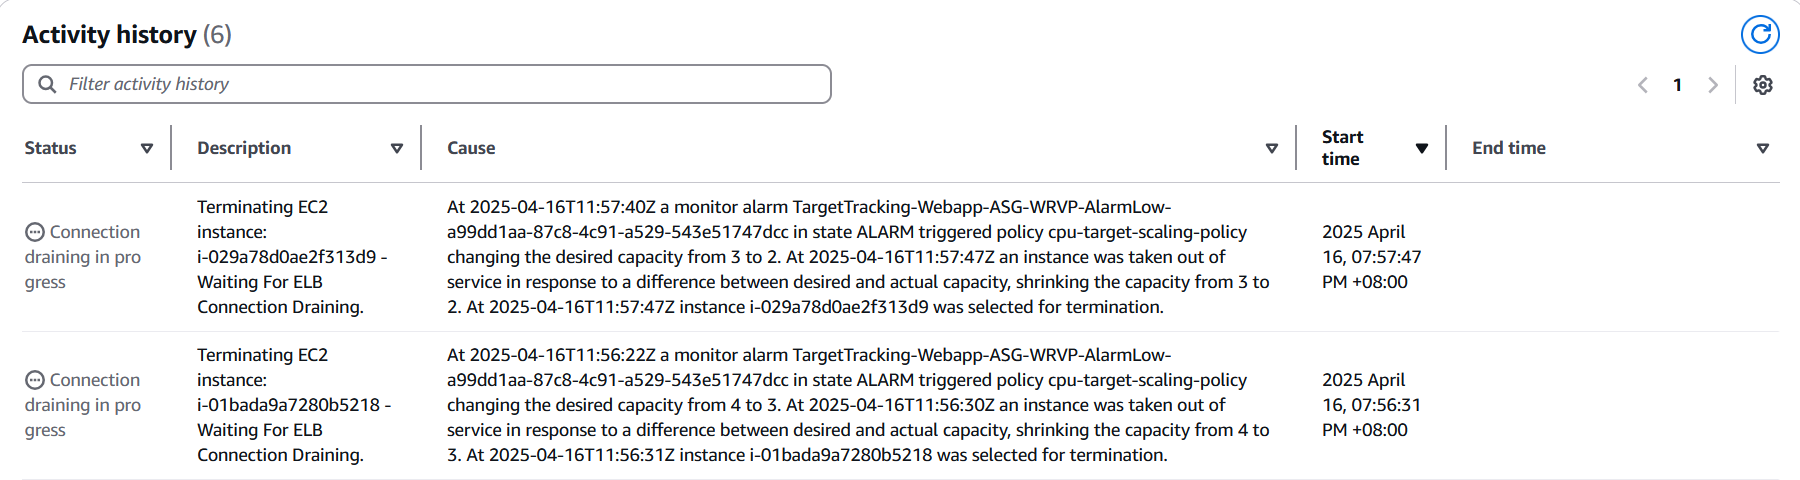 Activity history (6)
Filter activity history
1
Status
Description
Cause
Start
time
End time
Connection
draining in pro
gress
Terminating EC2
instance:
i-029a78d0ae2f313d9 -
Waiting For ELB
Connection Draining.
At 2025-04-16T11:57:40Z a monitor alarm TargetTracking-Webapp-ASG-WRVP-AlarmLow-
a99dd1aa-87c8-4c91-a529-543e51747dcc in state ALARM triggered policy cpu-target-scaling-policy
changing the desired capacity from 3 to 2. At 2025-04-16T11:57:47Z an instance was taken out of
service in response to a difference between desired and actual capacity, shrinking the capacity from 3 to
2. At 2025-04-16T11:57:47Z instance i-029a78d0ae2f313d9 was selected for termination.
2025 April
16, 07:57:47
PM +08:00
Connection
draining in pro
gress
Terminating EC2
instance:
i-01bada9a7280b5218 -
Waiting For ELB
Connection Draining.
At 2025-04-16T11:56:22Z a monitor alarm TargetTracking-Webapp-ASG-WRVP-AlarmLow-
a99dd1aa-87c8-4c91-a529-543e51747dcc in state ALARM triggered policy cpu-target-scaling-policy
changing the desired capacity from 4 to 3. At 2025-04-16T11:56:30Z an instance was taken out of
service in response to a difference between desired and actual capacity, shrinking the capacity from 4 to
3. At 2025-04-16T11:56:31Z instance i-01bada9a7280b5218 was selected for termination.
2025 April
16, 07:56:31
PM +08:00